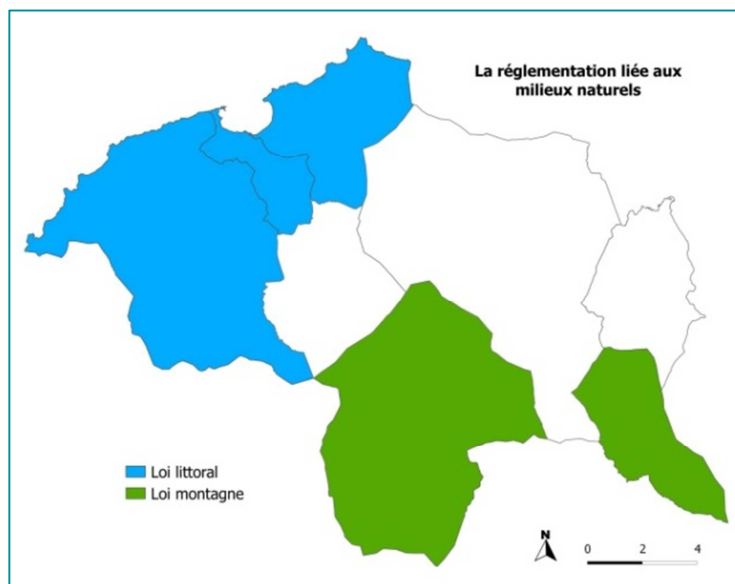 La réglementation liée aux
milieux naturels
Loi littoral
Loi montagne
N
0 2 4